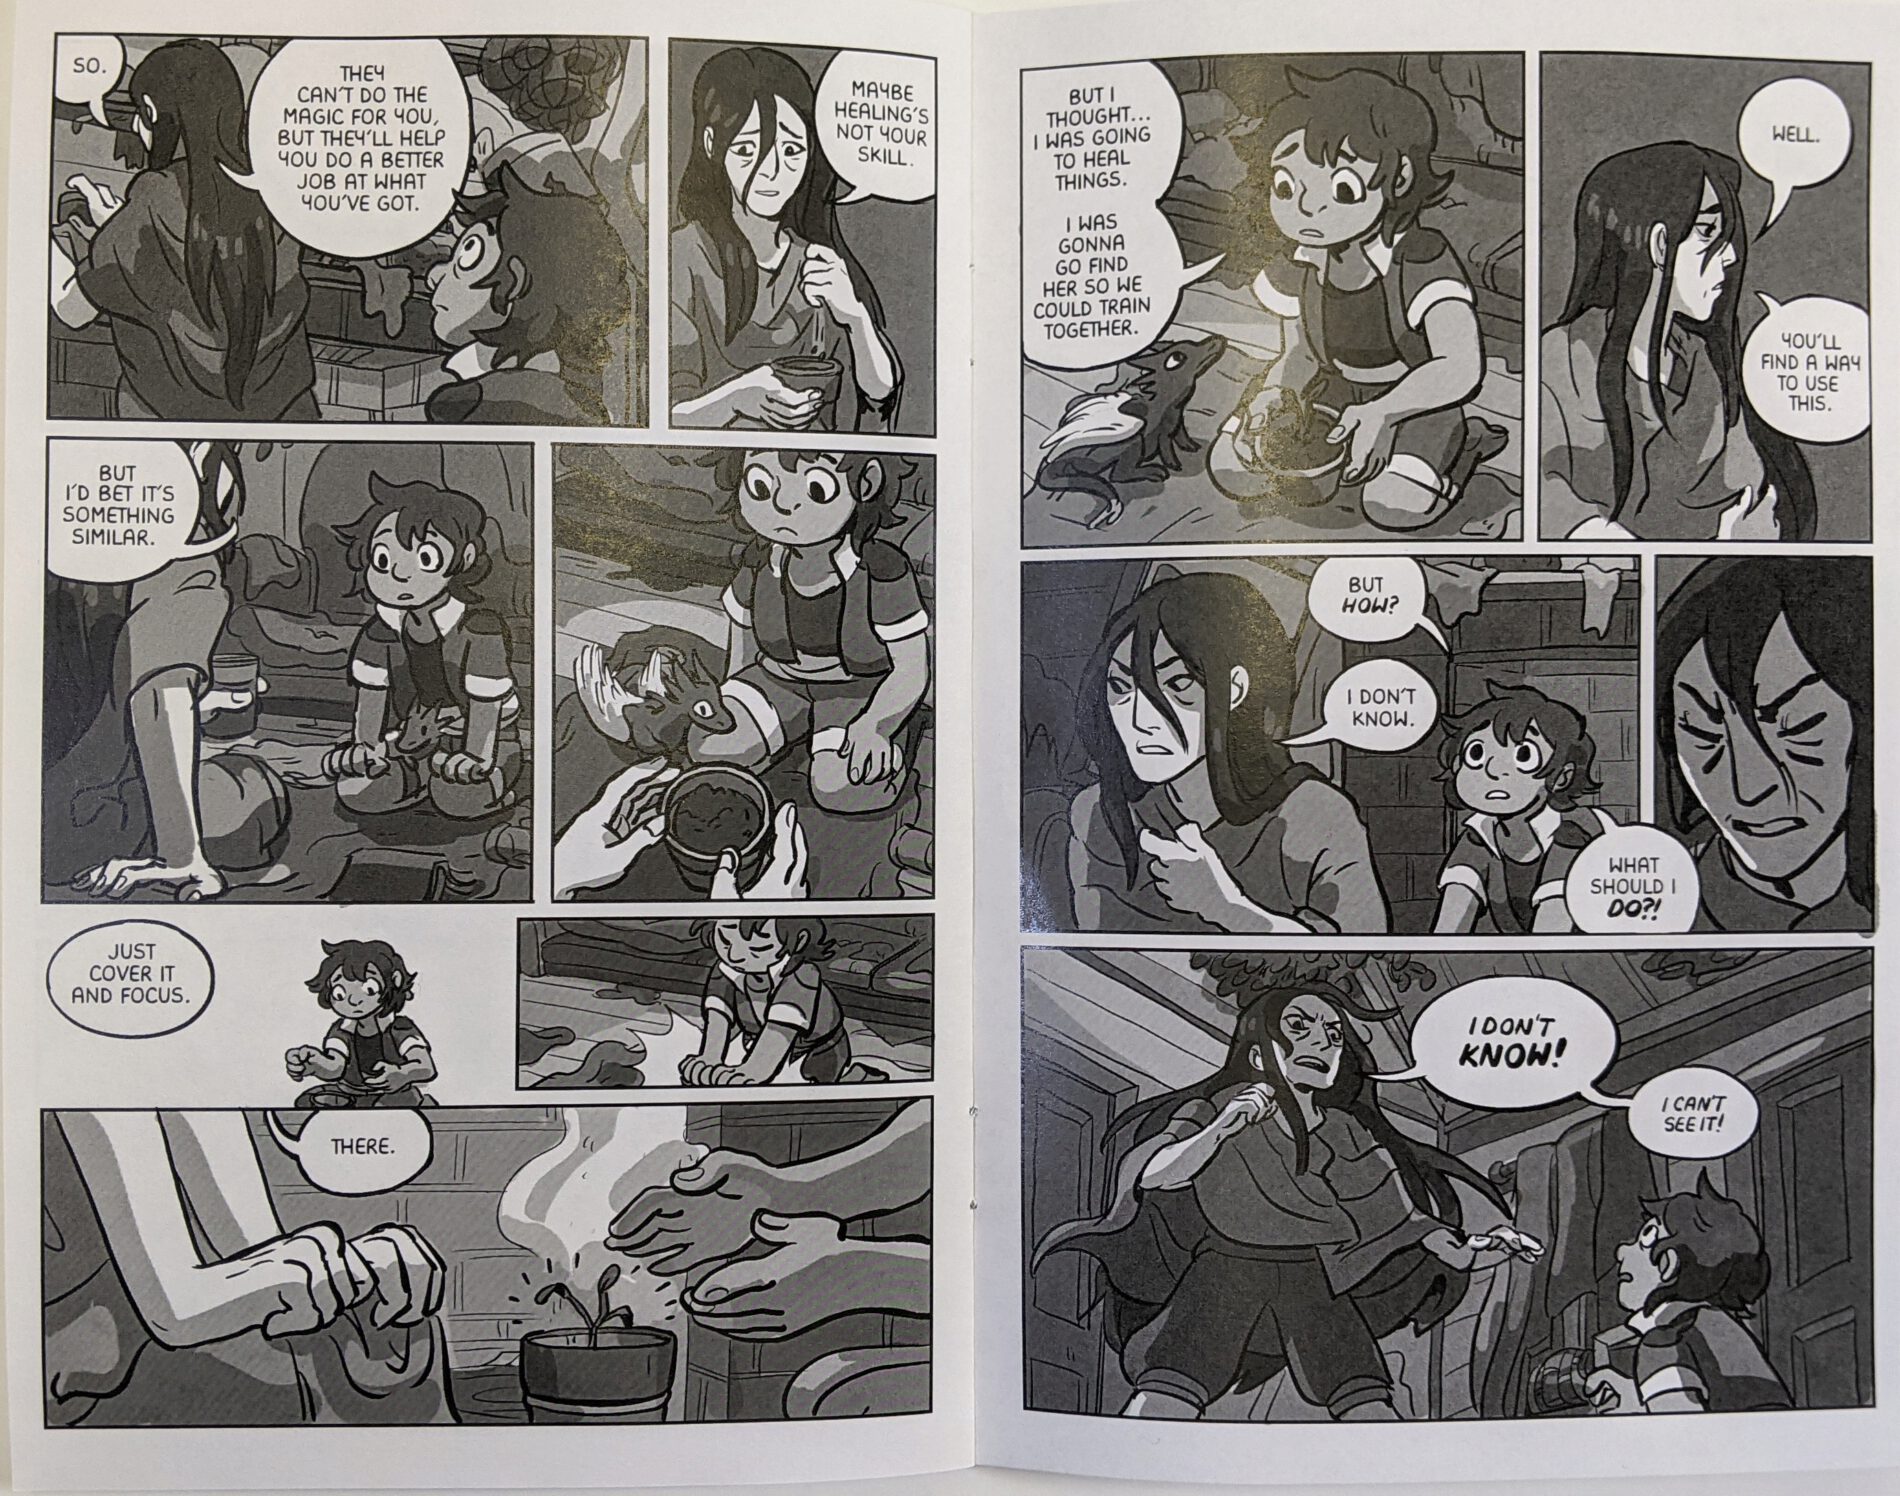 SO.
THEY
CAN'T DO THE
MAGIC FOR YOU,
BUT THEY'LL HELP
YOU DO A BETTER
JOB AT WHAT
YOU'VE GOT.
MAYBE
HEALING'S
NOT YOUR
SKILL.
BUT
I'D BET IT'S
SOMETHING
SIMILAR.
JUST
COVER IT
AND FOCUS.
THERE.
BUT I
THOUGHT...
I WAS GOING
TO HEAL
THINGS.
I WAS
GONNA
GO FIND
HER SO WE
COULD TRAIN
TOGETHER.
WELL.
YOU'LL
FIND A WAY
TO USE
THIS.
BUT
HOW?
I DON'T
KNOW.
WHAT
SHOULD I
DO?!
I DON'T
KNOW!
I CAN'T
SEE IT!